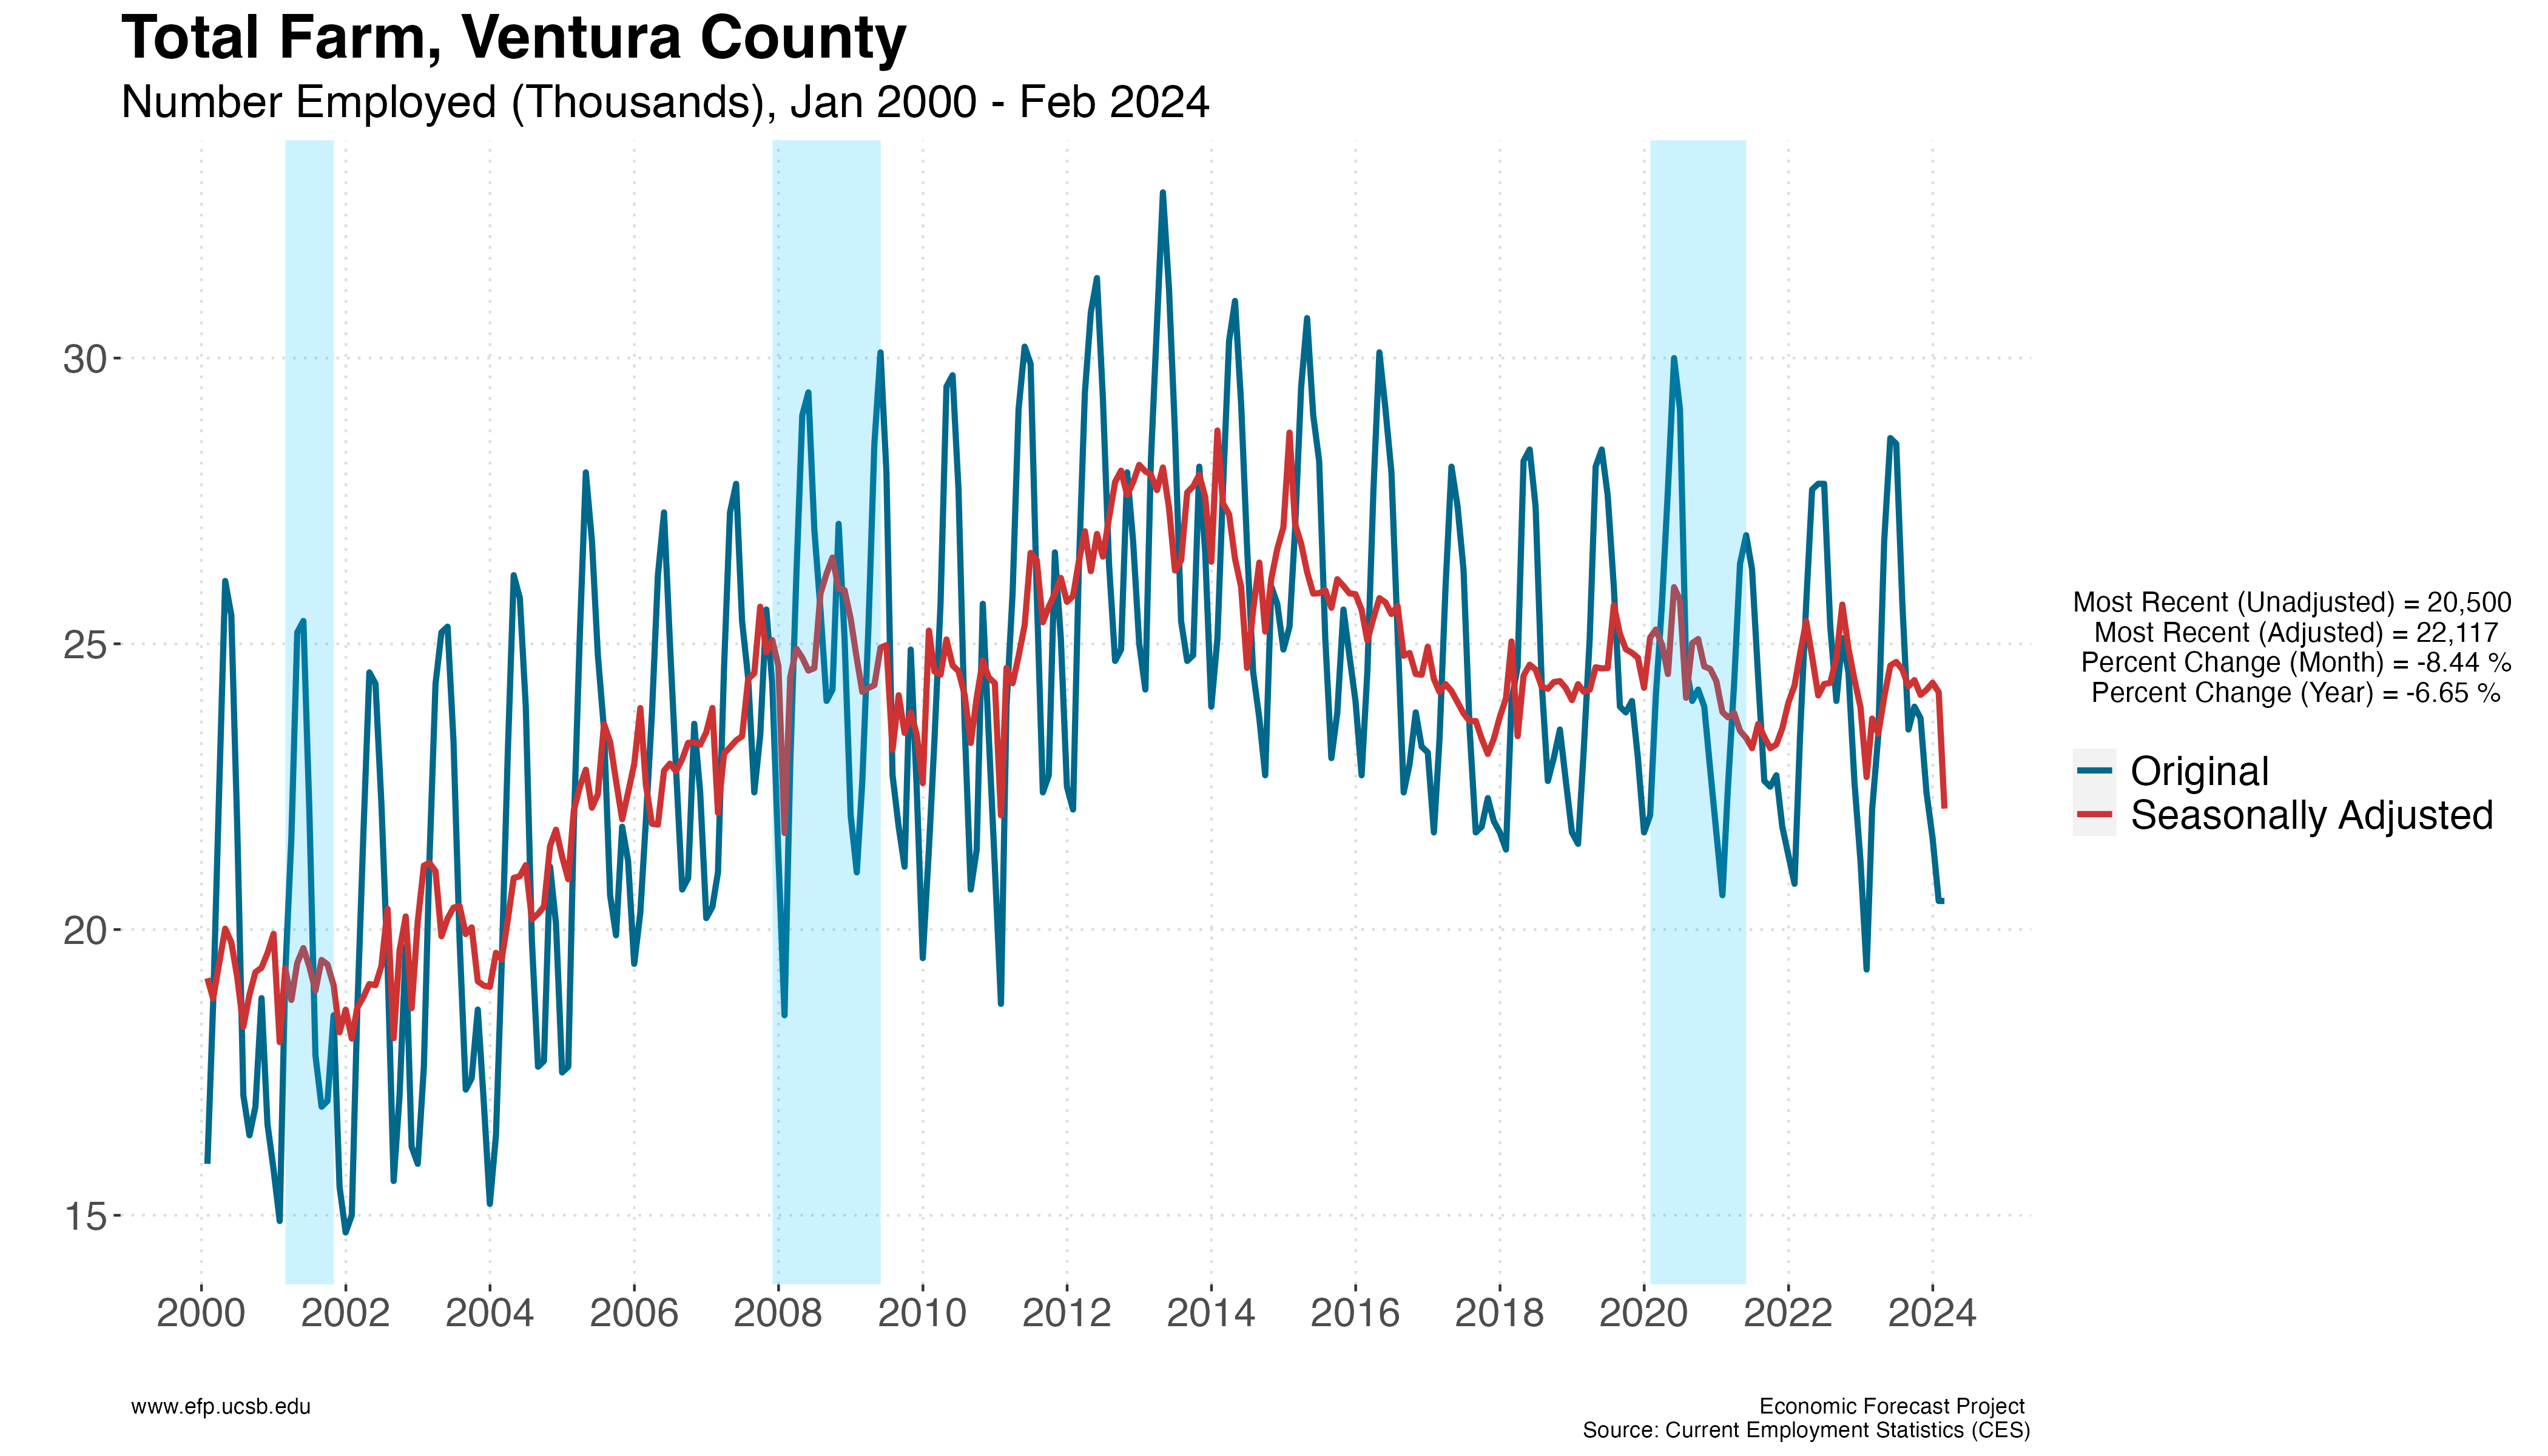 Total Farm, Ventura County
Number Employed (Thousands), Jan 2000 - Feb 2024
30
25
20
15
2000 2002 2004 2006 2008 2010 2012 2014 2016 2018 2020 2022 2024
Most Recent (Unadjusted) = 20,500
Most Recent (Adjusted) = 22,117
Percent Change (Month) = -8.44 %
Percent Change (Year) = -6.65 %
Original
Seasonally Adjusted
www.efp.ucsb.edu
Economic Forecast Project
Source: Current Employment Statistics (CES)